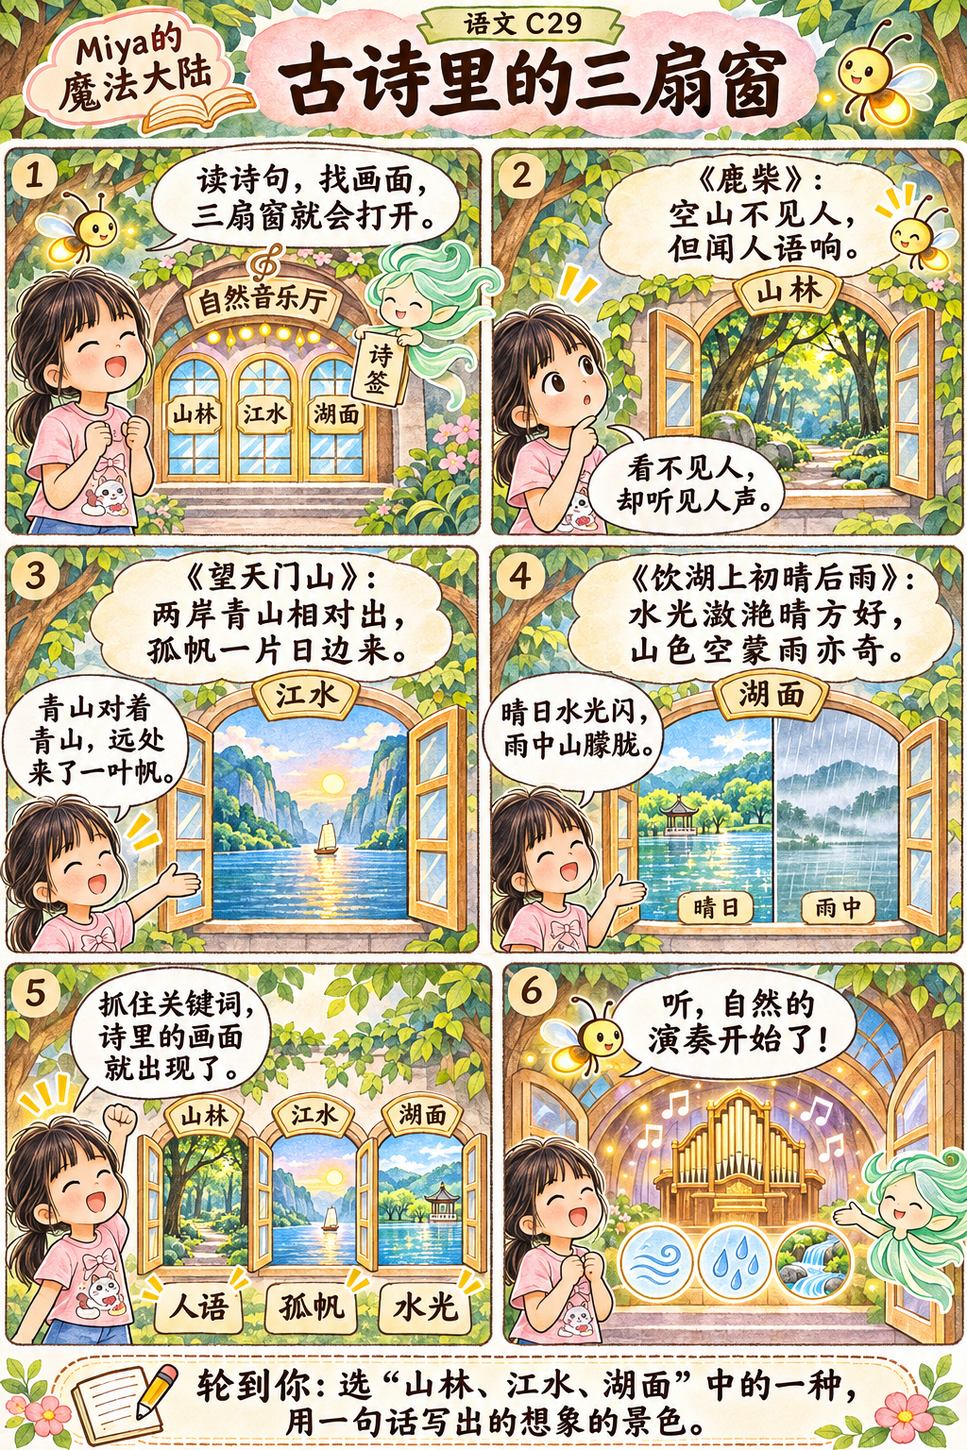 Miya的
魔法大陆
语文 C29
古诗里的三扇窗
1
读诗句，找画面，
三扇窗就会打开。
自然音乐厅
诗签
山林
江水
湖面
2
《鹿柴》：
空山不见人，
但闻人语响。
山林
看不见人，
却听见人声。
3
《望天门山》：
两岸青山相对出，
孤帆一片日边来。
江水
青山对着
青山，远处
来了一叶帆。
4
《饮湖上初晴后雨》：
水光潋滟晴方好，
山色空蒙雨亦奇。
湖面
晴日水光闪，
雨中山朦胧。
晴日
雨中
5
抓住关键词，
诗里的画面
就出现了。
山林
江水
湖面
人语
孤帆
水光
6
听，自然的
演奏开始了！
轮到你：选“山林、江水、湖面”中的一种，
用一句话写出的想象的景色。